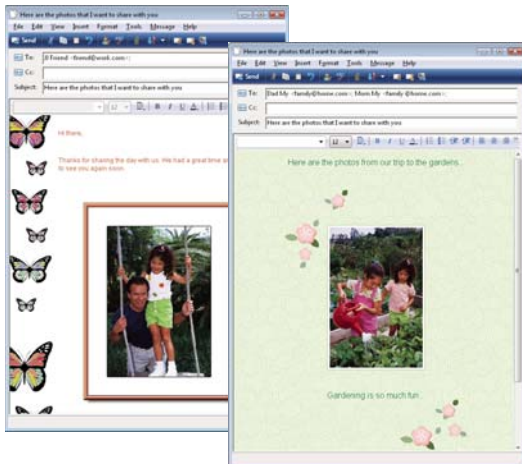 Here are the photos that I want to share with you
File Edit View Insert Format Tools Message Help
Send
To:
Cc:
Subject: Here are the photos that I want to share with you
12
Hi there,
Thanks for sharing the day with us. We had a great time
to see you again soon
Here are the photos that I want to share with you
File Edit View Insert Format Tools Message Help
Send
To: Dad My <family@home.com>; Mom My <family@home.com>;
Cc:
Subject: Here are the photos that I want to share with you
12
Here are the photos from our trip to the gardens.
Gardening is so much fun